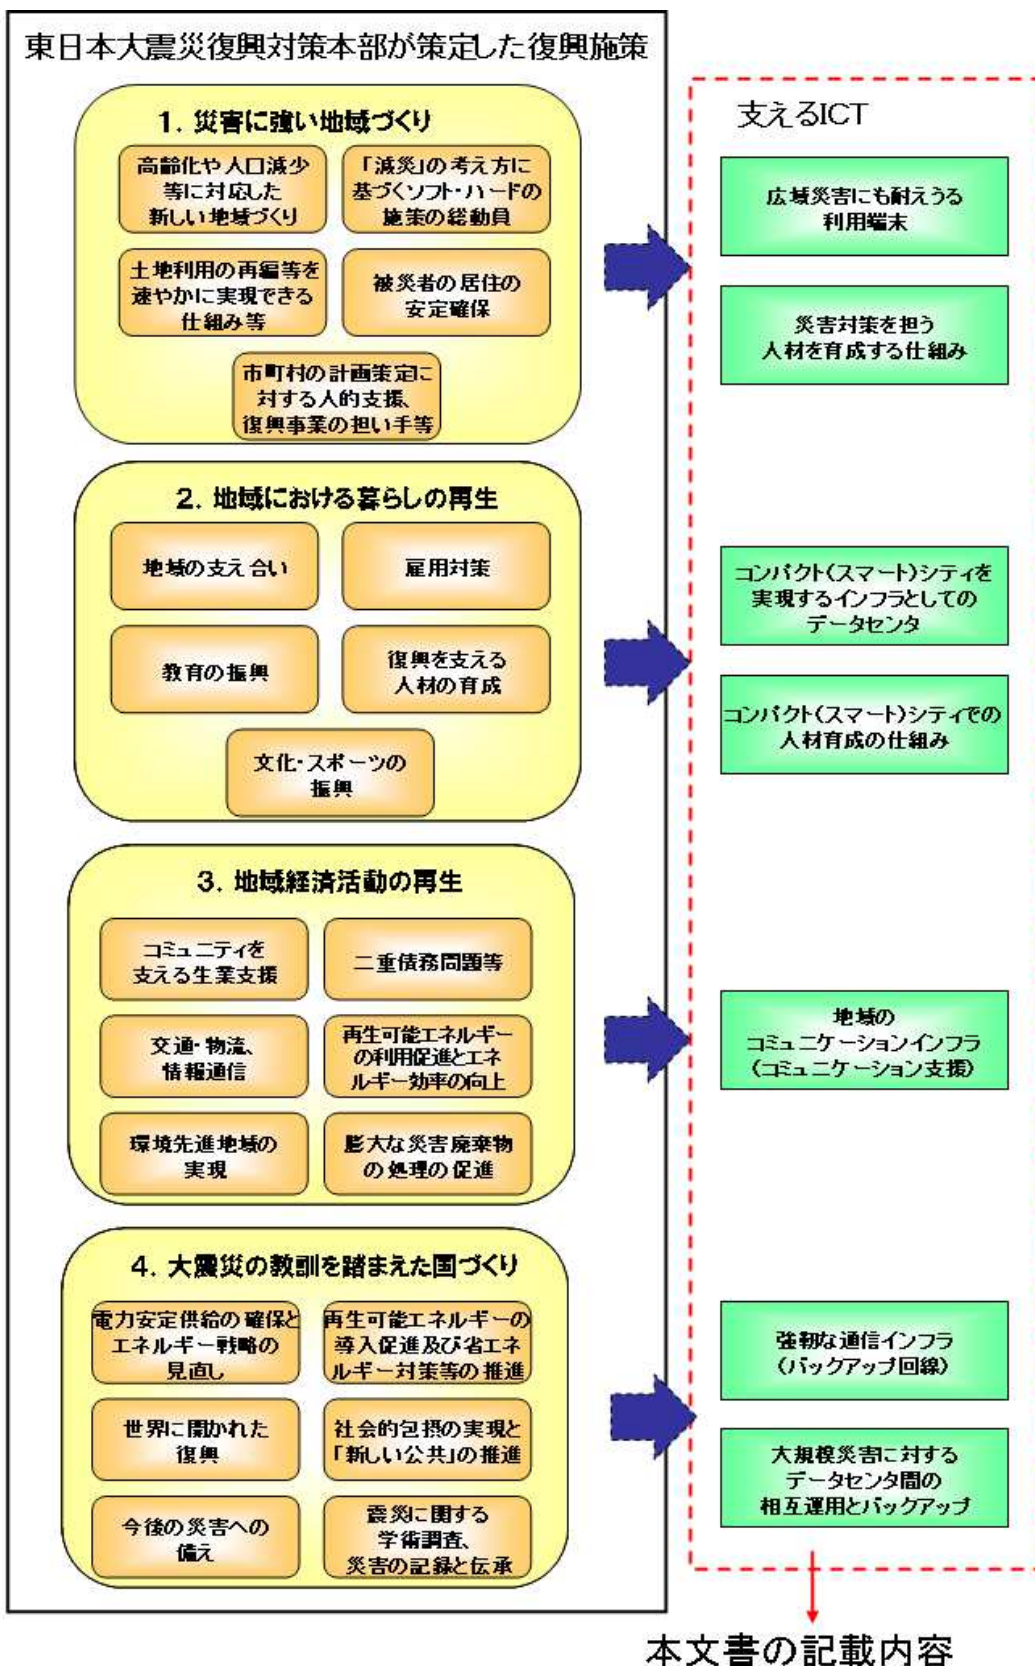 東日本大震災復興対策本部が策定した復興施策
1. 災害に強い地域づくり
高齢化や人口減少
等に対応した
新しい地域づくり
「減災」の考え方に
基づくソフト・ハードの
施策の総動員
土地利用の再編等を
速やかに実現できる
仕組み等
被災者の居住の
安定確保
市町村の計画策定に
対する人的支援、
復興事業の担い手等
2. 地域における暮らしの再生
地域の支え合い
雇用対策
教育の振興
復興を支える
人材の育成
文化・スポーツの
振興
3. 地域経済活動の再生
コミュニティを
支える生業支援
二重債務問題等
交通・物流、
情報通信
再生可能エネルギー
の利用促進とエネ
ルギー効率の向上
環境先進地域の
実現
膨大な災害廃棄物
の処理の促進
4. 大震災の教訓を踏まえた国づくり
電力安定供給の確保と
エネルギー戦略の
見直し
再生可能エネルギーの
導入促進及び省エネ
ルギー対策等の推進
世界に開かれた
復興
社会的包摂の実現と
「新しい公共」の推進
今後の災害への
備え
震災に関する
学術調査、
災害の記録と伝承
支えるICT
広域災害にも耐えうる
利用端末
災害対策を担う
人材を育成する仕組み
コンパクト(スマート)シティを
実現するインフラとしての
データセンタ
コンパクト(スマート)シティでの
人材育成の仕組み
地域の
コミュニケーションインフラ
(コミュニケーション支援)
強靭な通信インフラ
(バックアップ回線)
大規模災害に対する
データセンタ間の
相互運用とバックアップ
本文書の記載内容